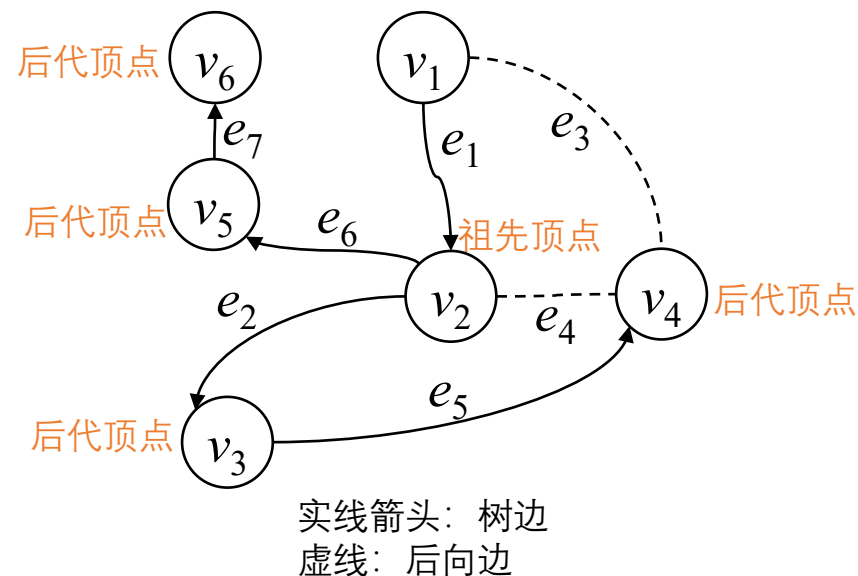 后代顶点
v6
v1
e7
e1
e3
后代顶点
v5
e6
祖先顶点
e2
v2
e4
v4
后代顶点
e5
后代顶点
v3
实线箭头：树边
虚线：后向边